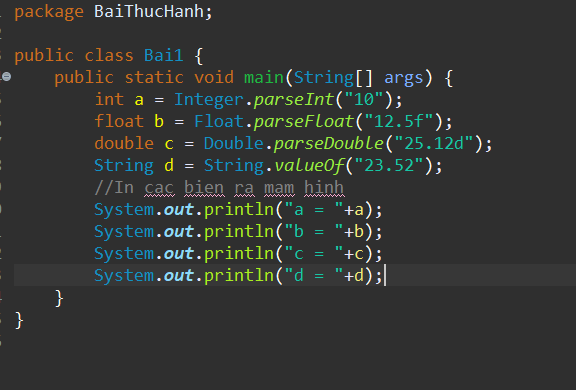 package BaiThucHanh;
public class Bai1 {
public static void main(String[] args) {
int a = Integer.parseInt("10");
float b = Float.parseFloat("12.5f");
double c = Double.parseDouble("25.12d");
String d = String.valueOf("23.52");
//In cac bien ra mam hinh
System.out.println("a = "+a);
System.out.println("b = "+b);
System.out.println("c = "+c);
System.out.println("d = "+d);
}
}